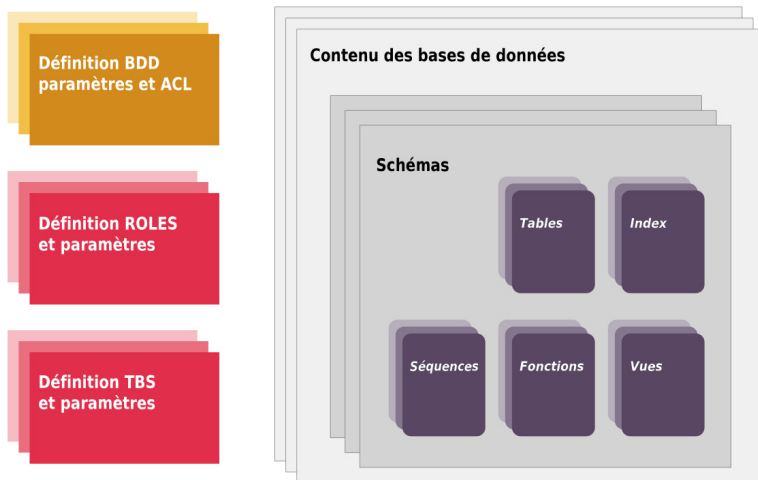 Définition BDD
paramètres et ACL
Définition ROLES
et paramètres
Définition TBS
et paramètres
Contenu des bases de données
Schémas
Tables
Index
Séquences
Fonctions
Vues